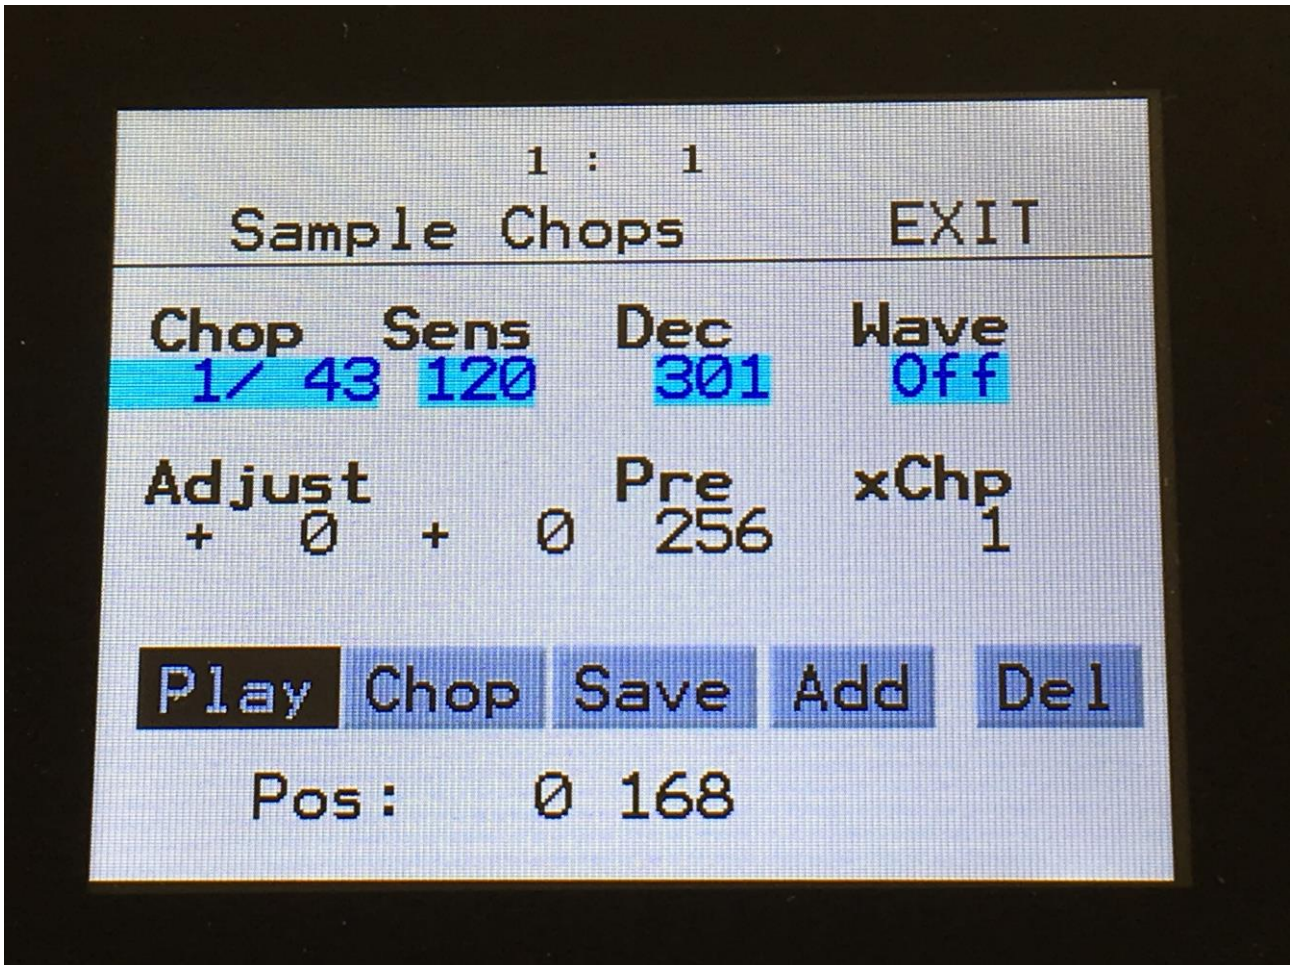 1 : 1
Sample Chops EXIT
Chop Sens Dec Wave
1/ 43 120 301 Off
Adjust Pre xChp
+ 0 + 0 256 1
Play Chop Save Add Del
Pos: 0 168